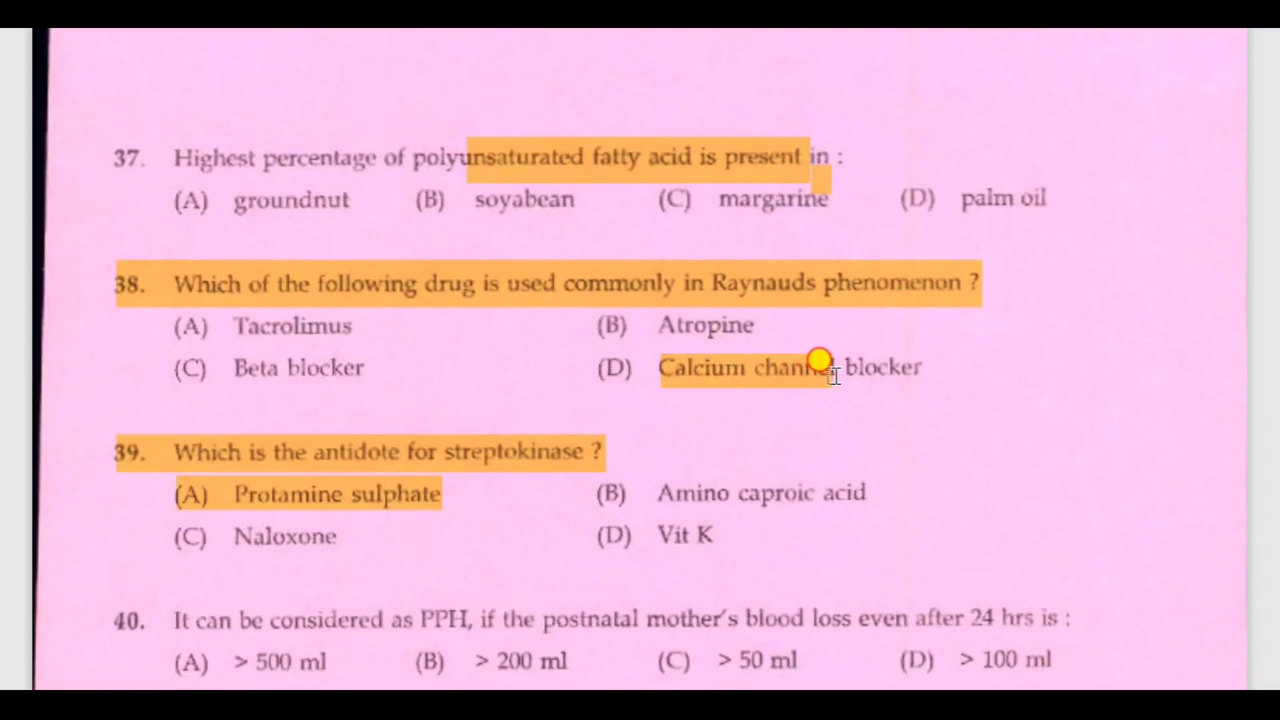 37. Highest percentage of polyunsaturated fatty acid is present in :
(A) groundnut (B) soyabean (C) margarine (D) palm oil
38. Which of the following drug is used commonly in Raynauds phenomenon ?
(A) Tacrolimus (B) Atropine
(C) Beta blocker (D) Calcium channel blocker
39. Which is the antidote for streptokinase ?
(A) Protamine sulphate (B) Amino caproic acid
(C) Naloxone (D) Vit K
40. It can be considered as PPH, if the postnatal mother's blood loss even after 24 hrs is :
(A) > 500 ml (B) > 200 ml (C) > 50 ml (D) > 100 ml